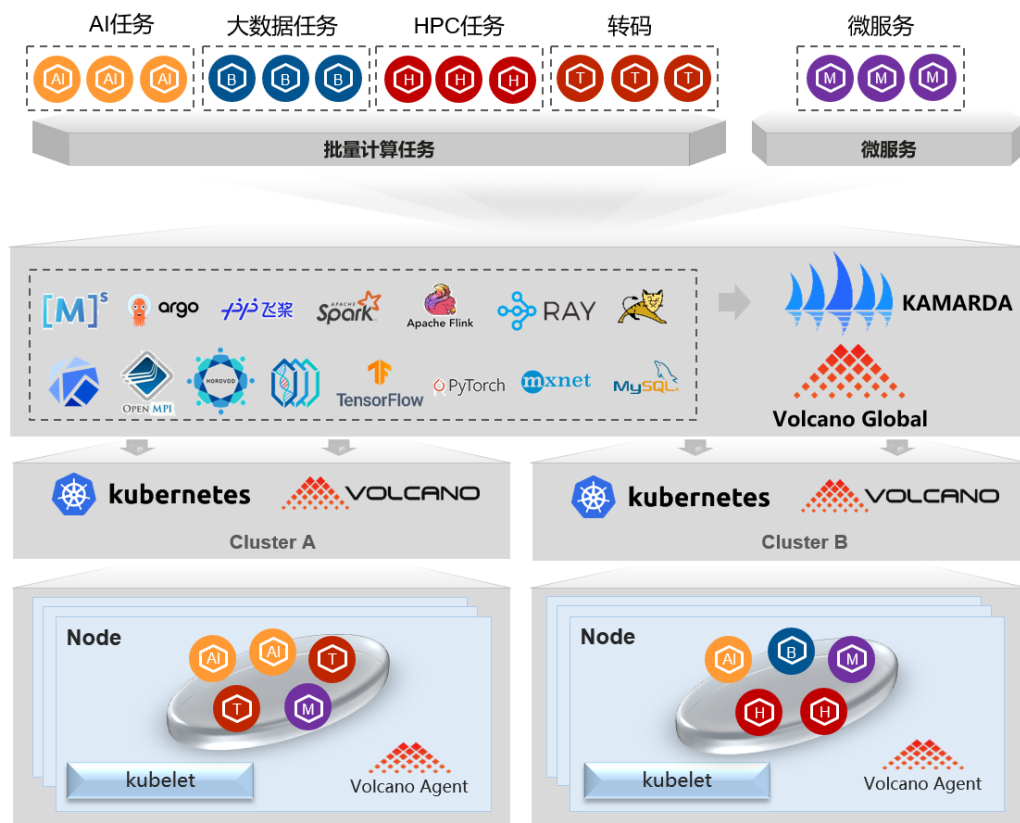 AI任务 大数据任务 HPC任务 转码 微服务
AI AI AI B B B H H H T T T M M M
批量计算任务 微服务
[M]s argo 飞桨 APACHE Spark Apache Flink RAY
KAMARDA
OPEN MPI HOROVOD TensorFlow PyTorch mxnet MySQL
Volcano Global
kubernetes VOLCANO
Cluster A
kubernetes VOLCANO
Cluster B
Node
AI AI T
T M
kubelet
Volcano Agent
Node
AI B M
H H
kubelet
Volcano Agent